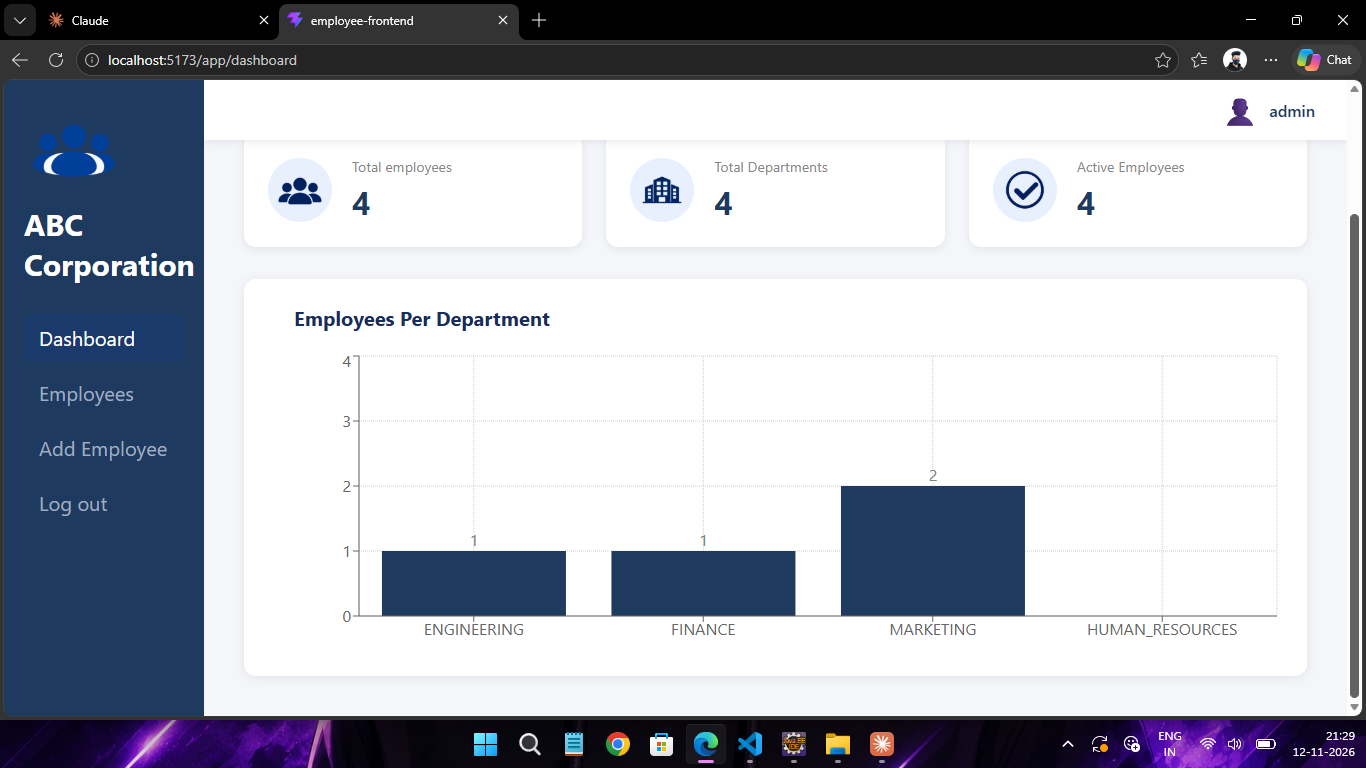 Claude
employee-frontend
localhost:5173/app/dashboard
Chat
admin
ABC
Corporation
Dashboard
Employees
Add Employee
Log out
Total employees
4
Total Departments
4
Active Employees
4
Employees Per Department
4
3
2
1
0
1
1
2
ENGINEERING
FINANCE
MARKETING
HUMAN_RESOURCES
ENG
IN
21:29
12-11-2026